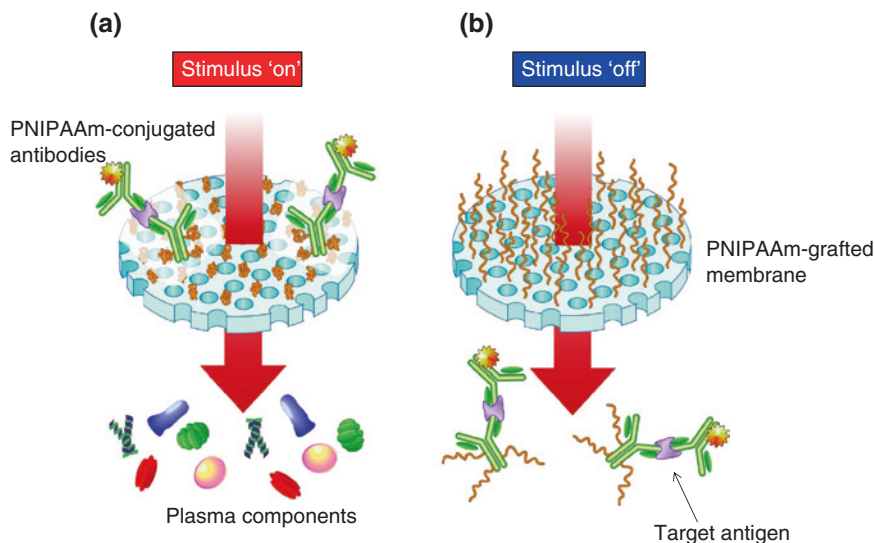 (a)
Stimulus ‘on’
PNIPAAm-conjugated
antibodies
Plasma components
(b)
Stimulus ‘off’
PNIPAAm-grafted
membrane
Target antigen